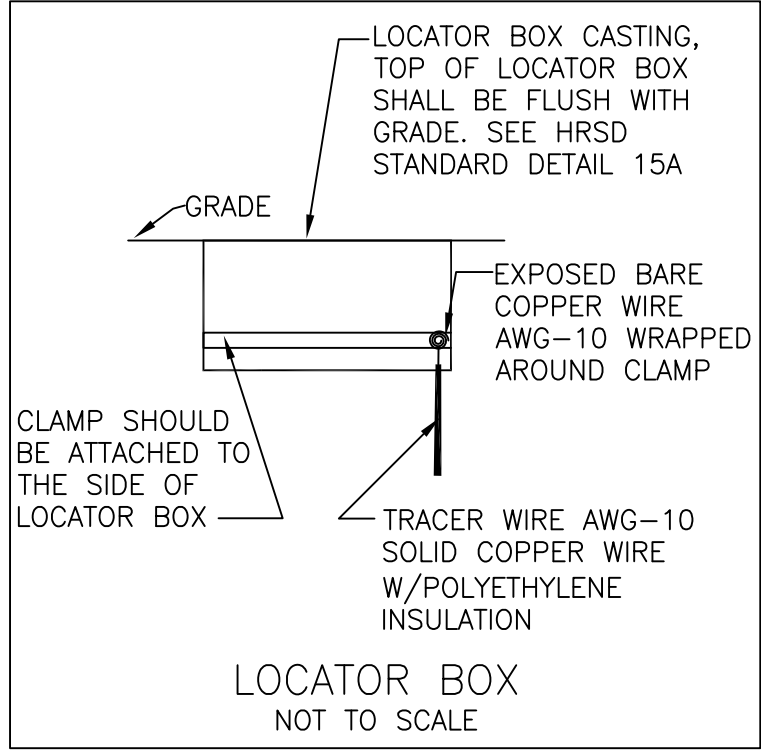 LOCATOR BOX CASTING,
TOP OF LOCATOR BOX
SHALL BE FLUSH WITH
GRADE. SEE HRSD
STANDARD DETAIL 15A
GRADE
EXPOSED BARE
COPPER WIRE
AWG-10 WRAPPED
AROUND CLAMP
CLAMP SHOULD
BE ATTACHED TO
THE SIDE OF
LOCATOR BOX
TRACER WIRE AWG-10
SOLID COPPER WIRE
W/POLYETHYLENE
INSULATION
LOCATOR BOX
NOT TO SCALE